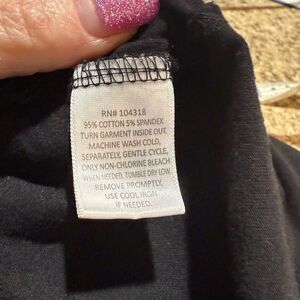 RN# 104318
95% COTTON 5% SPANDEX
TURN GARMENT INSIDE OUT.
MACHINE WASH COLD,
SEPARATELY, GENTLE CYCLE,
ONLY NON-CHLORINE BLEACH
WHEN NEEDED. TUMBLE DRY LOW.
REMOVE PROMPTLY,
USE COOL IRON
IF NEEDED.